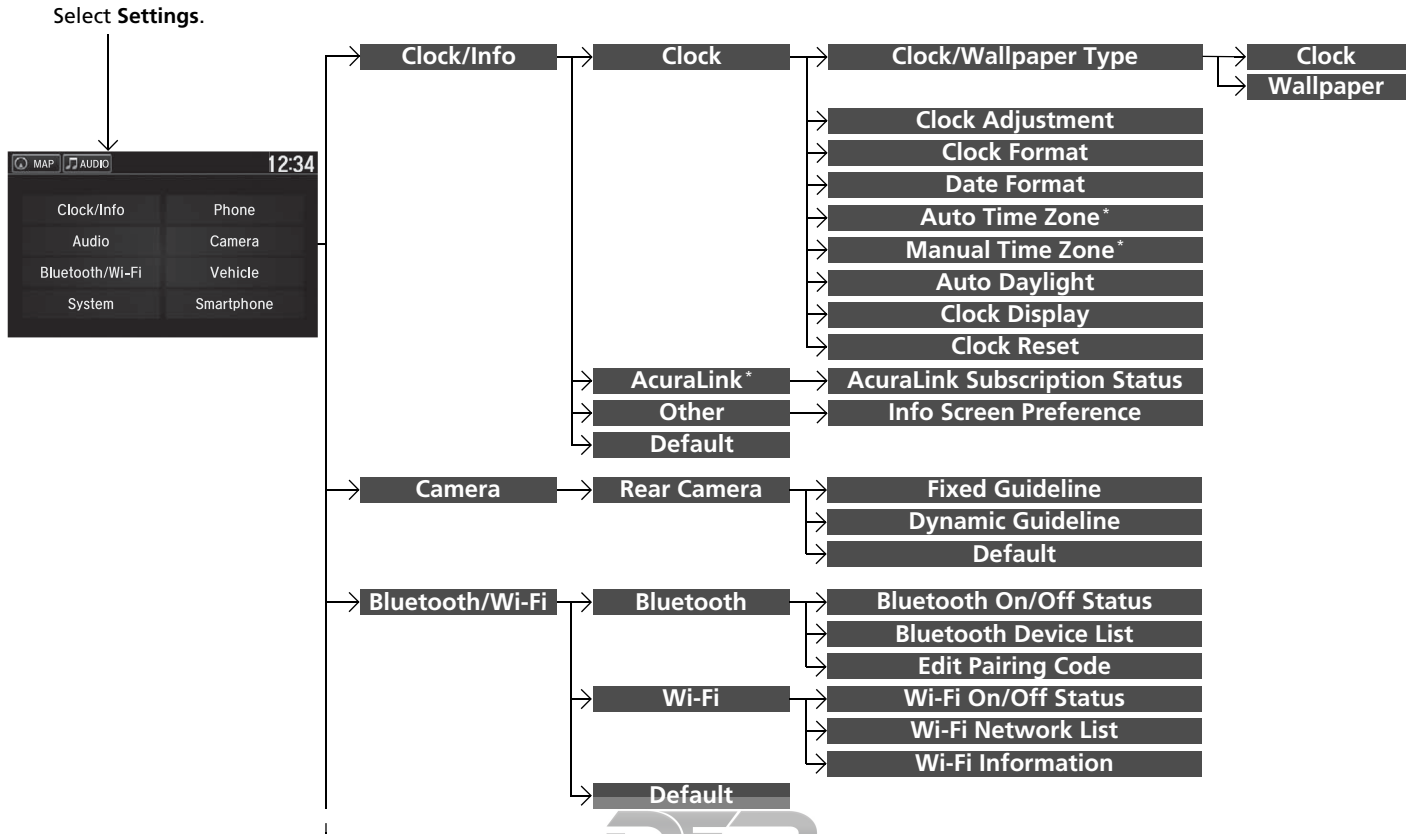 Select Settings.
Clock/Info
Clock
Clock/Wallpaper Type
Clock
Wallpaper
Clock Adjustment
Clock Format
Date Format
Auto Time Zone*
Manual Time Zone*
Auto Daylight
Clock Display
Clock Reset
AcuraLink*
AcuraLink Subscription Status
Other
Info Screen Preference
Default
MAP AUDIO 12:34
Clock/Info Phone
Audio Camera
Bluetooth/Wi-Fi Vehicle
System Smartphone
Camera
Rear Camera
Fixed Guideline
Dynamic Guideline
Default
Bluetooth/Wi-Fi
Bluetooth
Bluetooth On/Off Status
Bluetooth Device List
Edit Pairing Code
Wi-Fi
Wi-Fi On/Off Status
Wi-Fi Network List
Wi-Fi Information
Default